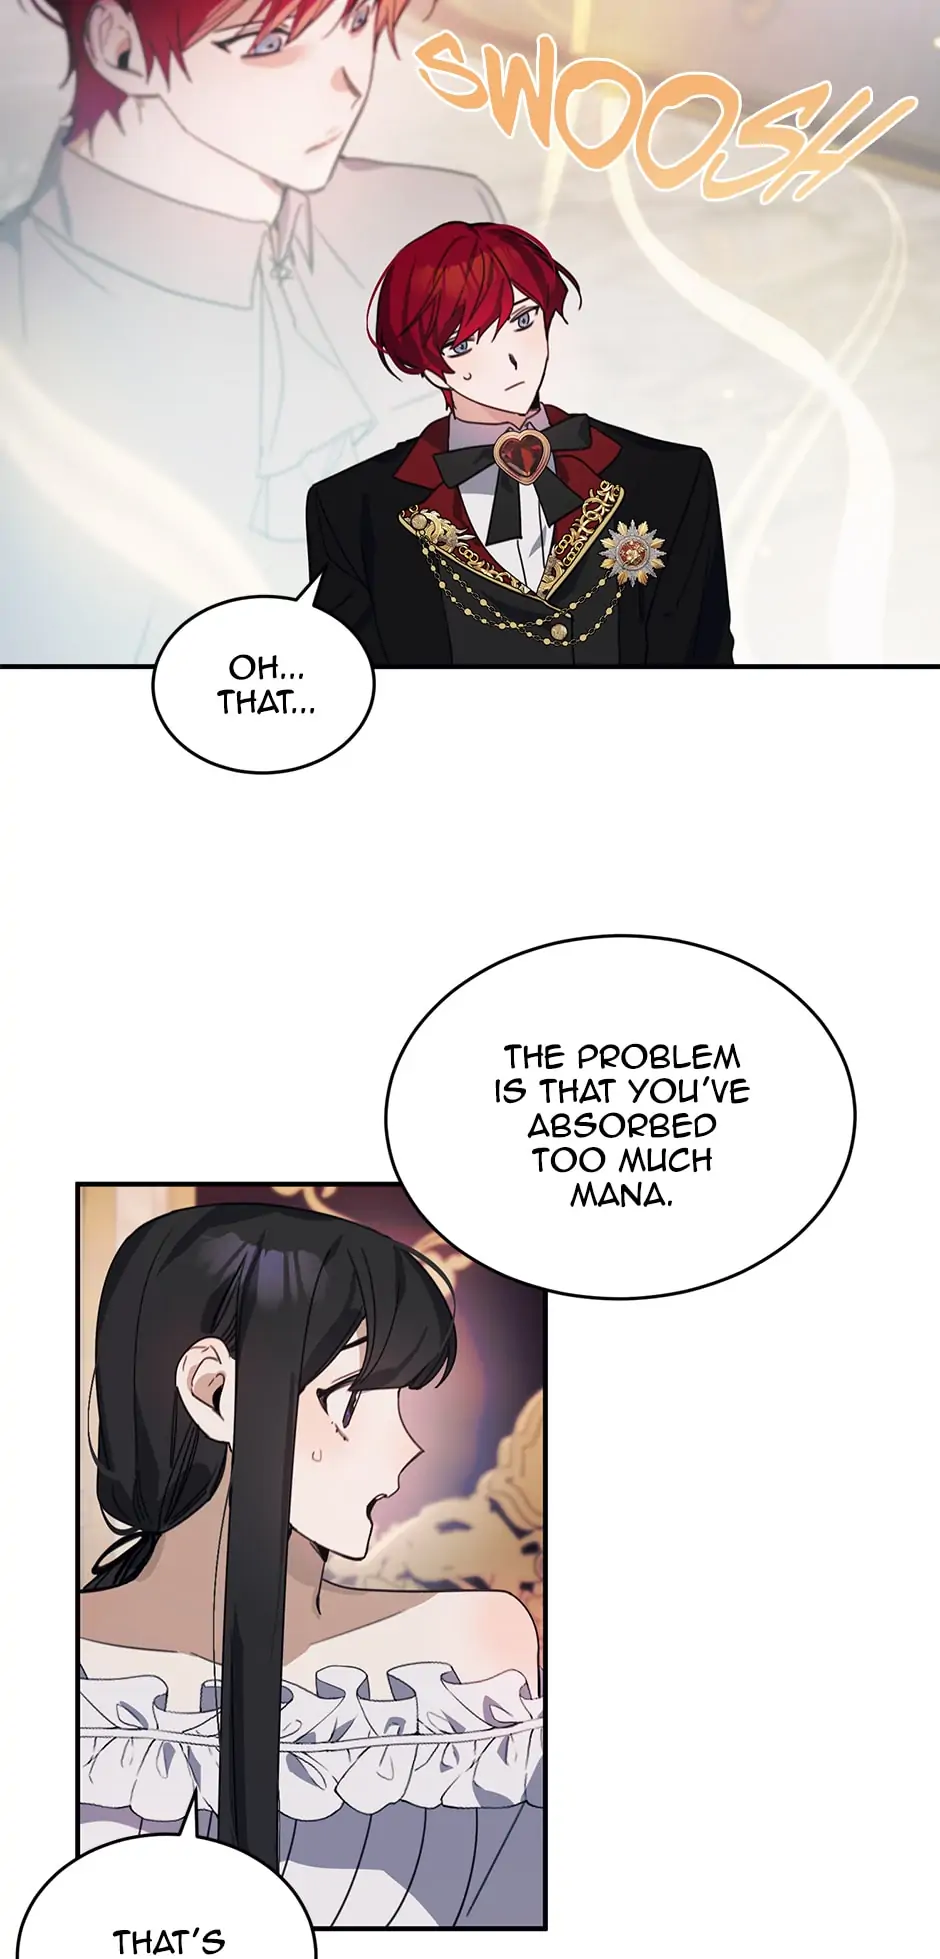 SWOOSH
OH...
THAT...
THE PROBLEM
IS THAT YOU'VE
ABSORBED
TOO MUCH
MANA.
THAT'S